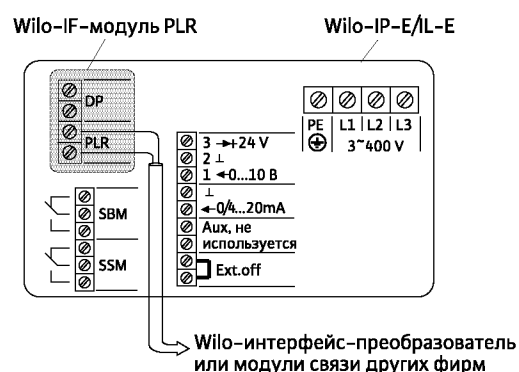 Wilo-IF-модуль PLR
Wilo-IP-E/IL-E
DP
PLR
PE L1 L2 L3
3~400 V
3 +24 V
2 ⊥
1 0...10 В
⊥
0/4...20mA
Aux, не
используется
Ext.off
SBM
SSM
Wilo-интерфейс-преобразователь
или модули связи других фирм